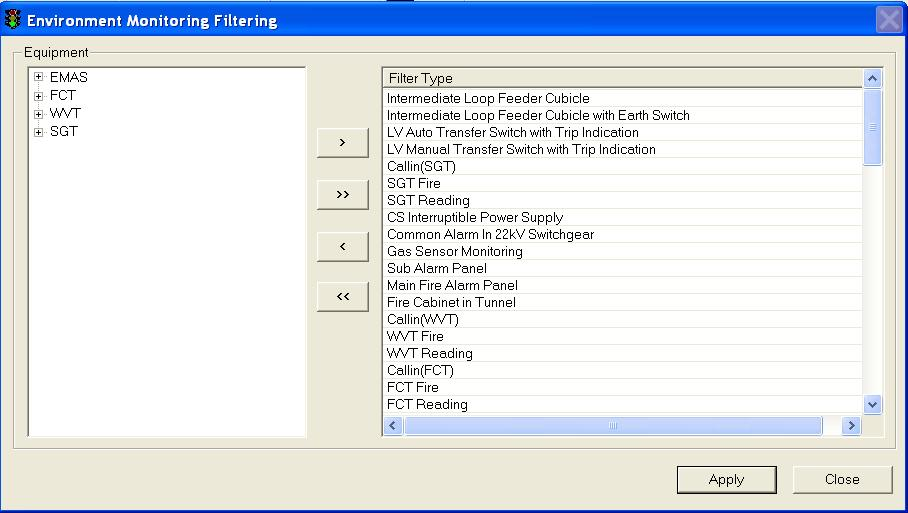 Environment Monitoring Filtering
Equipment
EMAS
FCT
WVT
SGT
>
>>
<
<<
Filter Type
Intermediate Loop Feeder Cubicle
Intermediate Loop Feeder Cubicle with Earth Switch
LV Auto Transfer Switch with Trip Indication
LV Manual Transfer Switch with Trip Indication
Callin(SGT)
SGT Fire
SGT Reading
CS Interruptible Power Supply
Common Alarm In 22kV Switchgear
Gas Sensor Monitoring
Sub Alarm Panel
Main Fire Alarm Panel
Fire Cabinet in Tunnel
Callin(WVT)
WVT Fire
WVT Reading
Callin(FCT)
FCT Fire
FCT Reading
Apply
Close